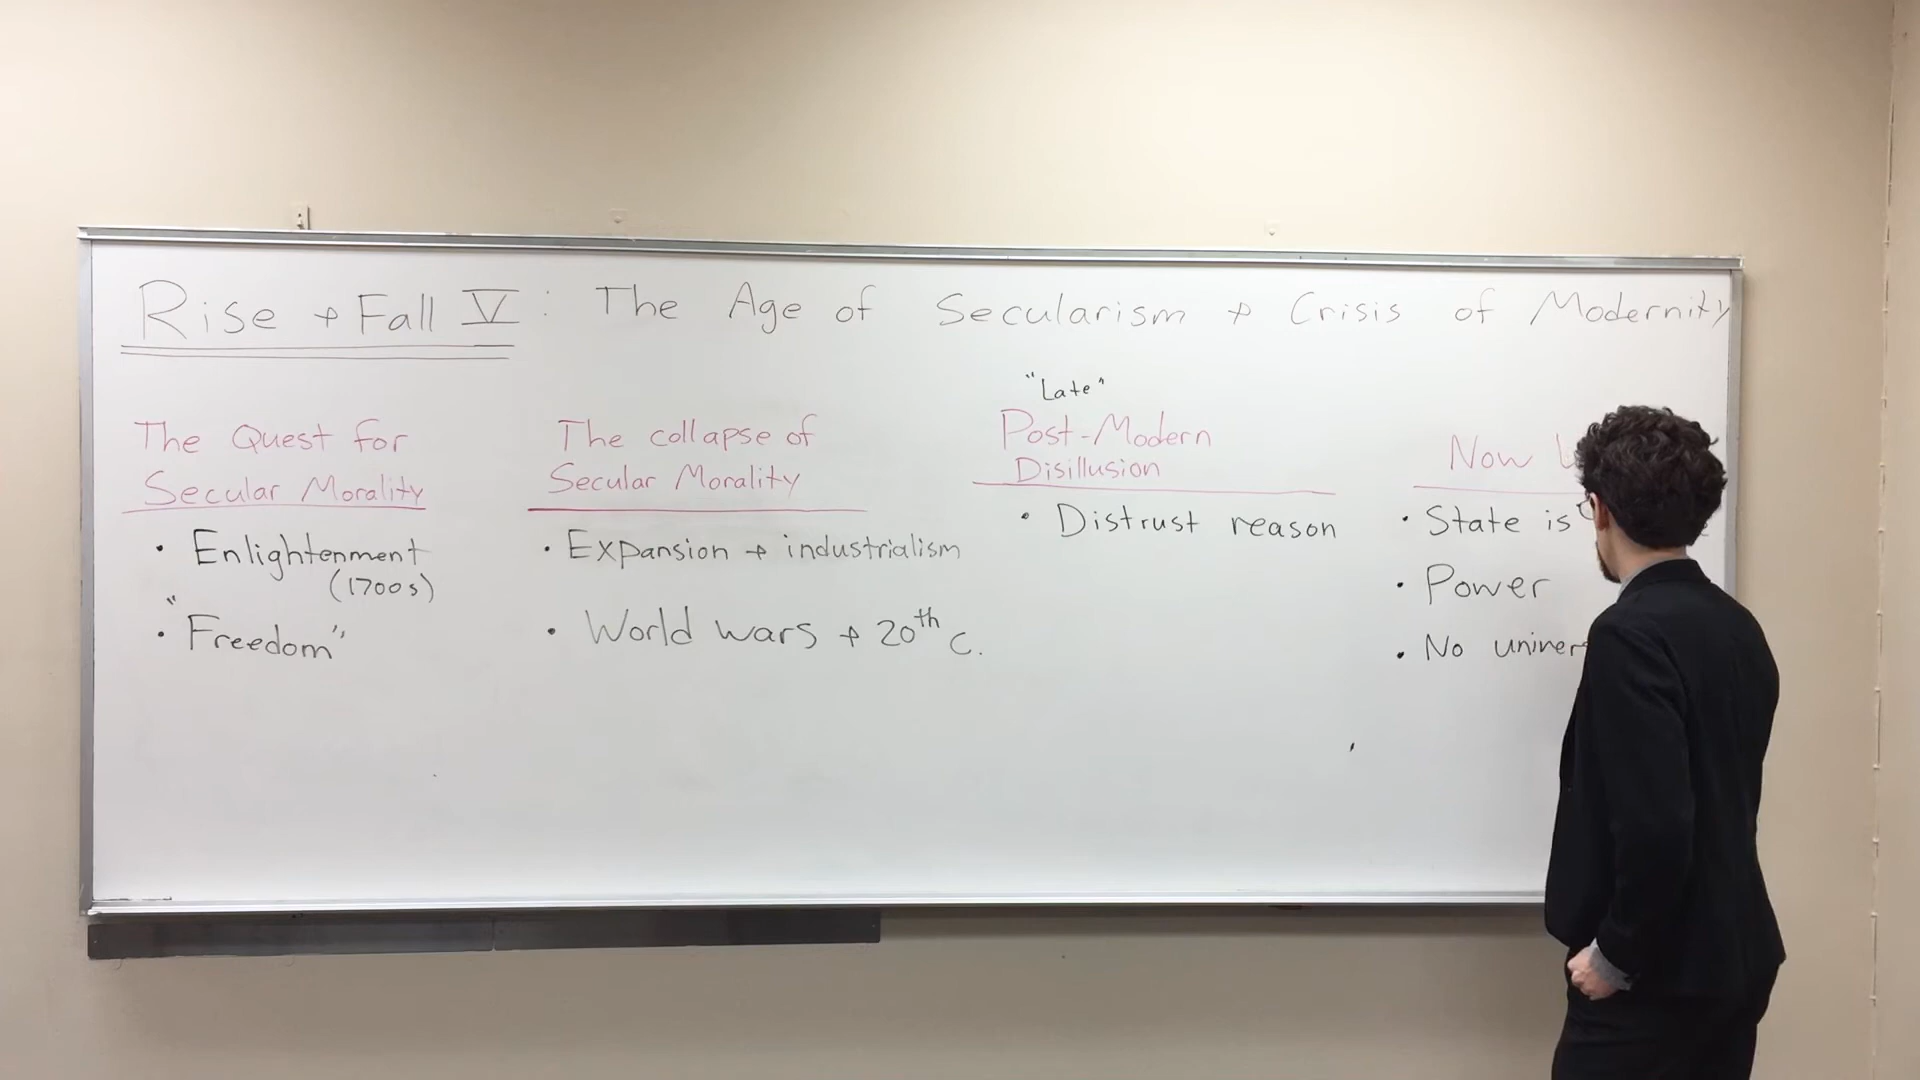 Rise + Fall V: The Age of Secularism + Crisis of Modernity
The Quest for
Secular Morality
• Enlightenment
(1700s)
• "Freedom"
The collapse of
Secular Morality
• Expansion + industrialism
• World wars + 20th C.
"Late"
Post-Modern
Disillusion
• Distrust reason
Now
• State is
• Power
• No